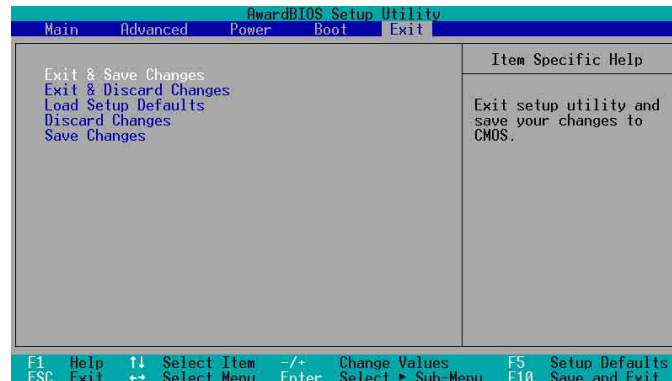 AwardBIOS Setup Utility
Main Advanced Power Boot Exit
Item Specific Help
Exit & Save Changes
Exit & Discard Changes
Load Setup Defaults
Discard Changes
Save Changes
Exit setup utility and
save your changes to
CMOS.
F1 Help ↑↓ Select Item -/+ Change Values F5 Setup Defaults
ESC Exit ←→ Select Menu Enter Select ► Sub-Menu F10 Save and Exit